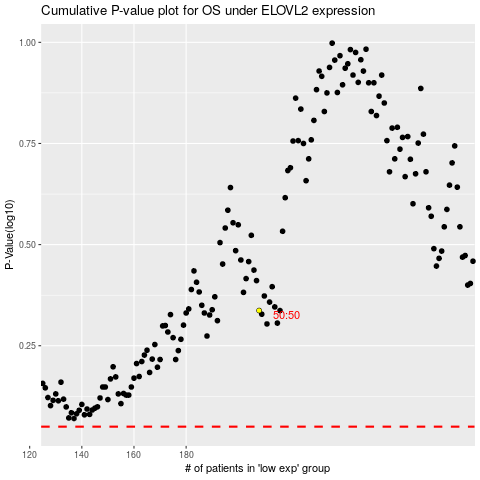 Cumulative P-value plot for OS under ELOVL2 expression
P-Value(log10)
1.00
0.75
0.50
0.25
50:50
120 140 160 180
# of patients in 'low exp' group